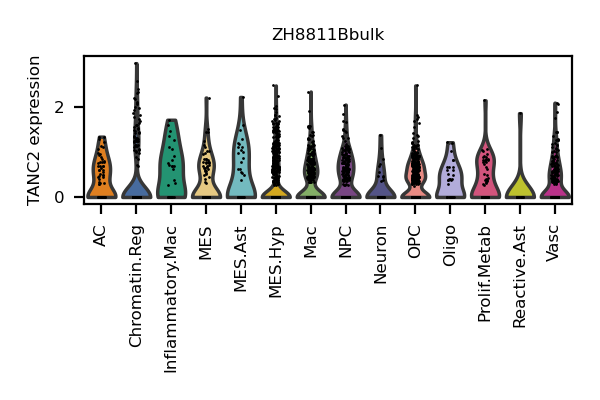 ZH8811Bbulk
TANC2 expression
2
0
AC
Chromatin.Reg
Inflammatory.Mac
MES
MES.Ast
MES.Hyp
Mac
NPC
Neuron
OPC
Oligo
Prolif.Metab
Reactive.Ast
Vasc